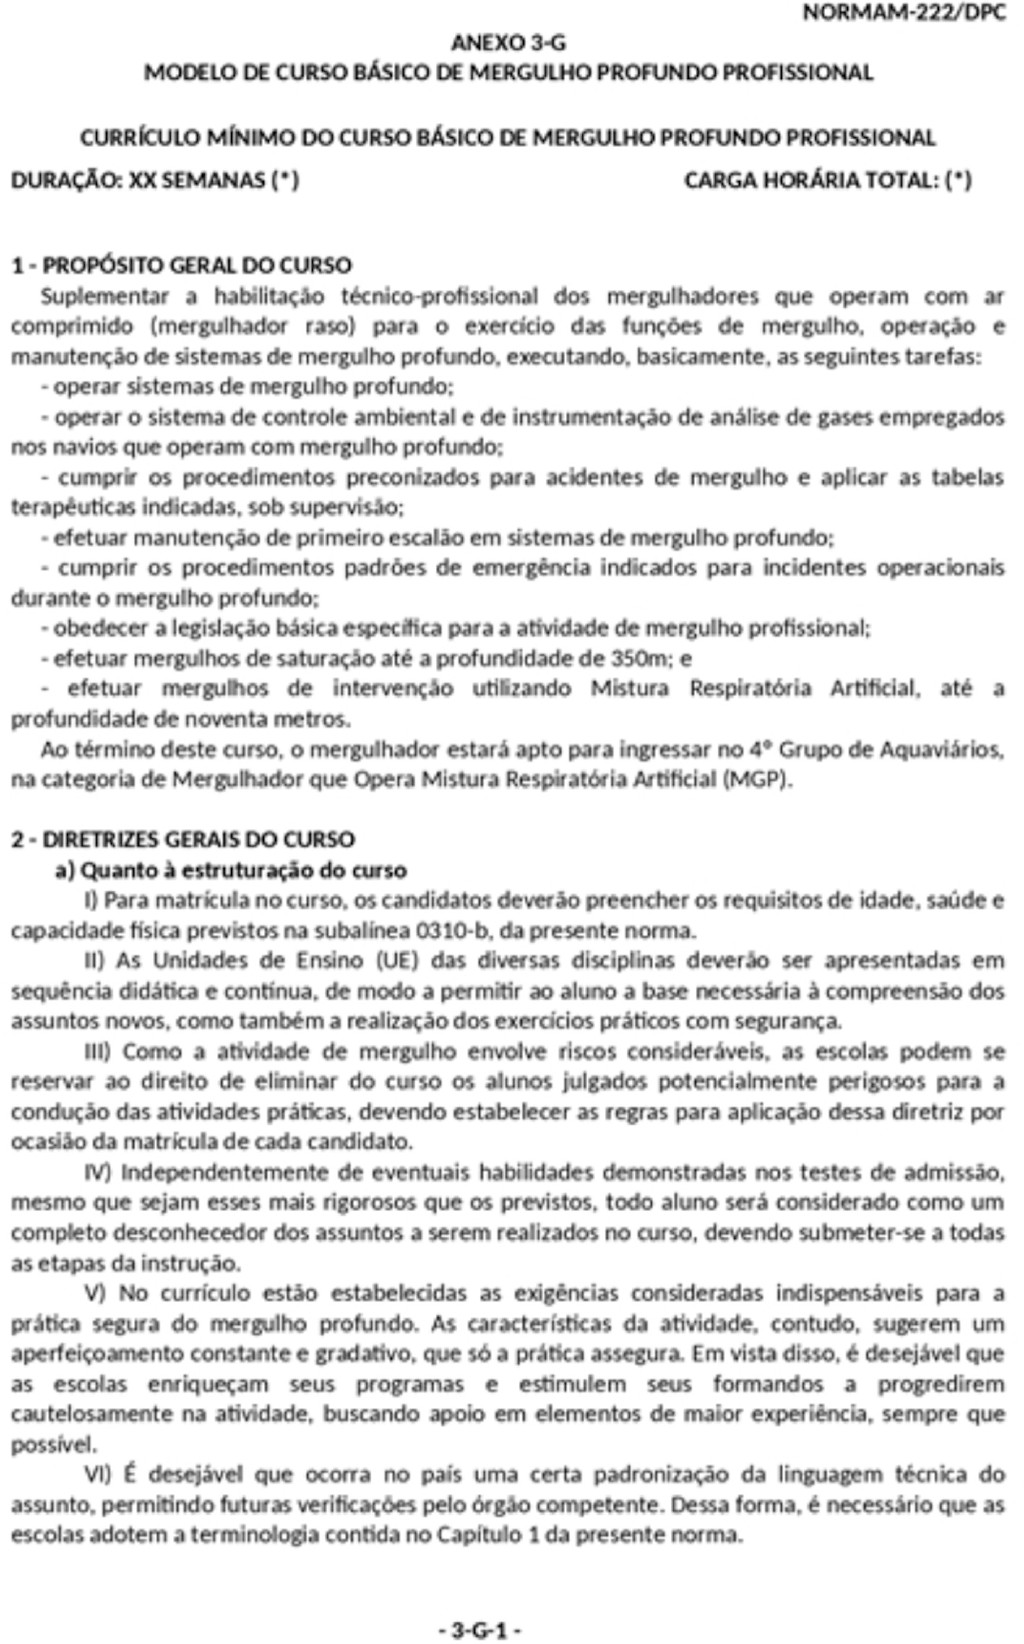 NORMAM-222/DPC
ANEXO 3-G
MODELO DE CURSO BÁSICO DE MERGULHO PROFUNDO PROFISSIONAL
CURRÍCULO MÍNIMO DO CURSO BÁSICO DE MERGULHO PROFUNDO PROFISSIONAL
DURAÇÃO: XX SEMANAS (*) CARGA HORÁRIA TOTAL: (*)
1 - PROPÓSITO GERAL DO CURSO
Suplementar a habilitação técnico-profissional dos mergulhadores que operam com ar
comprimido (mergulhador raso) para o exercício das funções de mergulho, operação e
manutenção de sistemas de mergulho profundo, executando, basicamente, as seguintes tarefas:
- operar sistemas de mergulho profundo;
- operar o sistema de controle ambiental e de instrumentação de análise de gases empregados
nos navios que operam com mergulho profundo;
- cumprir os procedimentos preconizados para acidentes de mergulho e aplicar as tabelas
terapêuticas indicadas, sob supervisão;
- efetuar manutenção de primeiro escalão em sistemas de mergulho profundo;
- cumprir os procedimentos padrões de emergência indicados para incidentes operacionais
durante o mergulho profundo;
- obedecer a legislação básica específica para a atividade de mergulho profissional;
- efetuar mergulhos de saturação até a profundidade de 350m; e
- efetuar mergulhos de intervenção utilizando Mistura Respiratória Artificial, até a
profundidade de noventa metros.
Ao término deste curso, o mergulhador estará apto para ingressar no 4º Grupo de Aquaviários,
na categoria de Mergulhador que Opera Mistura Respiratória Artificial (MGP).
2 - DIRETRIZES GERAIS DO CURSO
a) Quanto à estruturação do curso
I) Para matrícula no curso, os candidatos deverão preencher os requisitos de idade, saúde e
capacidade física previstos na subalínea 0310-b, da presente norma.
II) As Unidades de Ensino (UE) das diversas disciplinas deverão ser apresentadas em
sequência didática e contínua, de modo a permitir ao aluno a base necessária à compreensão dos
assuntos novos, como também a realização dos exercícios práticos com segurança.
III) Como a atividade de mergulho envolve riscos consideráveis, as escolas podem se
reservar ao direito de eliminar do curso os alunos julgados potencialmente perigosos para a
condução das atividades práticas, devendo estabelecer as regras para aplicação dessa diretriz por
ocasião da matrícula de cada candidato.
IV) Independentemente de eventuais habilidades demonstradas nos testes de admissão,
mesmo que sejam esses mais rigorosos que os previstos, todo aluno será considerado como um
completo desconhecedor dos assuntos a serem realizados no curso, devendo submeter-se a todas
as etapas da instrução.
V) No currículo estão estabelecidas as exigências consideradas indispensáveis para a
prática segura do mergulho profundo. As características da atividade, contudo, sugerem um
aperfeiçoamento constante e gradativo, que só a prática assegura. Em vista disso, é desejável que
as escolas enriqueçam seus programas e estimulem seus formandos a progredirem
cautelosamente na atividade, buscando apoio em elementos de maior experiência, sempre que
possível.
VI) É desejável que ocorra no país uma certa padronização da linguagem técnica do
assunto, permitindo futuras verificações pelo órgão competente. Dessa forma, é necessário que as
escolas adotem a terminologia contida no Capítulo 1 da presente norma.
- 3-G-1 -